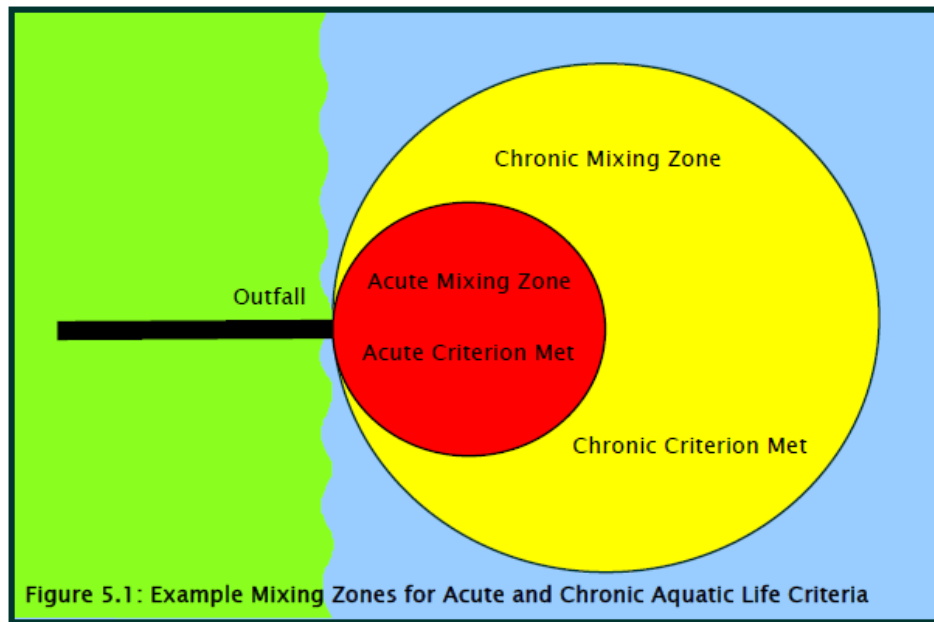 Chronic Mixing Zone
Acute Mixing Zone
Outfall
Acute Criterion Met
Chronic Criterion Met
Figure 5.1: Example Mixing Zones for Acute and Chronic Aquatic Life Criteria